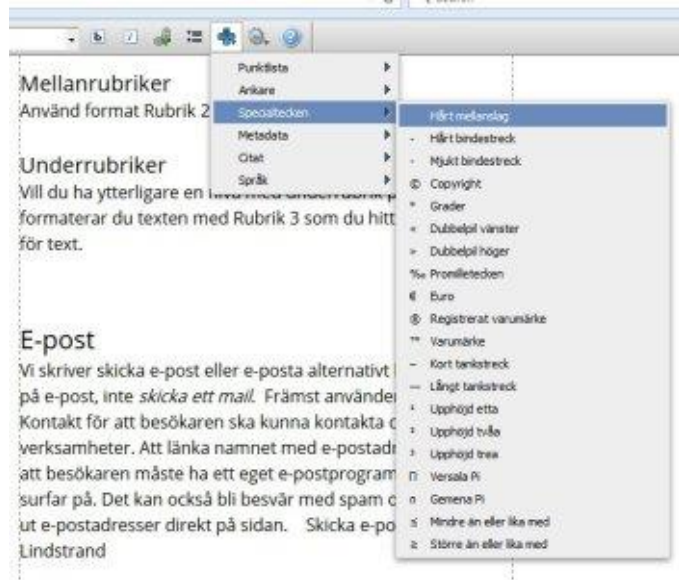 Mellanrubriker
Använd format Rubrik 2
Underrubriker
Vill du ha ytterligare en nivå med underrubrik
formaterar du texten med Rubrik 3 som du hitt
för text.
E-post
Vi skriver skicka e-post eller e-posta alternativt
på e-post, inte skicka ett mail. Främst använder
Kontakt för att besökaren ska kunna kontakta
verksamheter. Att länka namnet med e-postadr
att besökaren måste ha ett eget e-postprogram
surfar på. Det kan också bli besvär med spam
ut e-postadresser direkt på sidan. Skicka e-po
Lindstrand
Punktlista
Ankare
Specialtecken
Metadata
Citat
Språk
Hårt mellanslag
- Hårt bindestreck
- Mjukt bindestreck
© Copyright
° Grader
« Dubbelpil vänster
» Dubbelpil höger
‰ Promilletecken
€ Euro
® Registrerat varumärke
™ Varumärke
– Kort tankstreck
— Långt tankstreck
¹ Upphöjd etta
² Upphöjd tvåa
³ Upphöjd trea
Π Versala Pi
π Gemena Pi
≤ Mindre än eller lika med
≥ Större än eller lika med